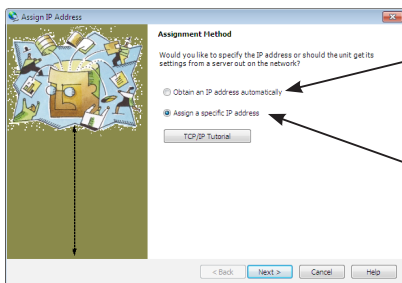 Assign IP Address
Assignment Method
Would you like to specify the IP address or should the unit get its
settings from a server out on the network?
Obtain an IP address automatically
Assign a specific IP address
TCP/IP Tutorial
< Back Next > Cancel Help